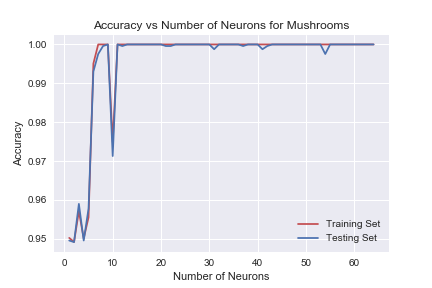 Accuracy vs Number of Neurons for Mushrooms
1.00
0.99
0.98
0.97
0.96
0.95
Accuracy
0 10 20 30 40 50 60
Number of Neurons
Training Set
Testing Set